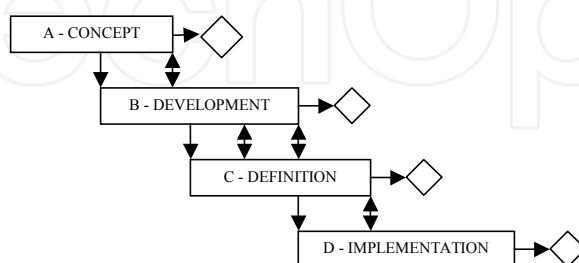 A - CONCEPT
B - DEVELOPMENT
C - DEFINITION
D - IMPLEMENTATION